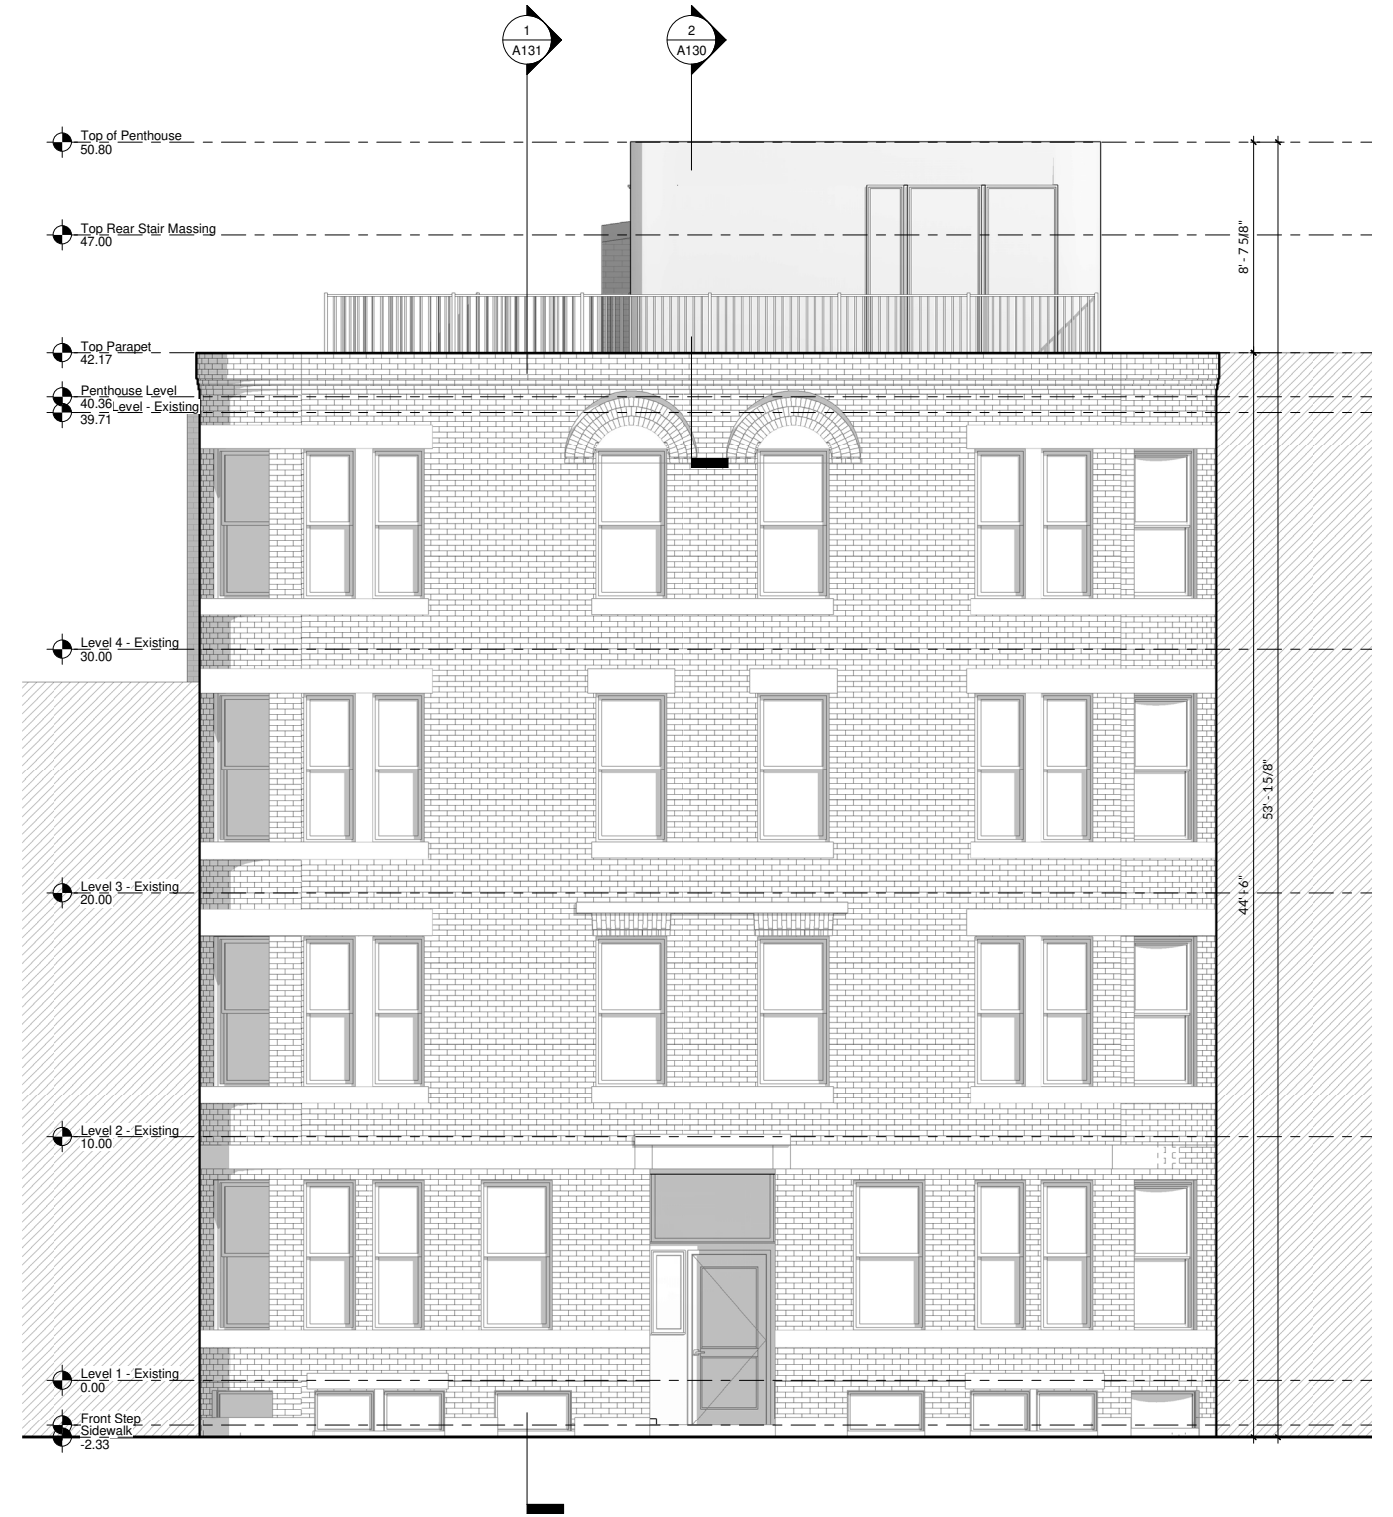 1
A131
2
A130
Top of Penthouse
50.80
Top Rear Stair Massing
47.00
8' - 7 5/8"
Top Parapet
42.17
Penthouse Level
40.36
Level - Existing
39.71
Level 4 - Existing
30.00
53' - 1 5/8"
Level 3 - Existing
20.00
44' - 6"
Level 2 - Existing
10.00
Level 1 - Existing
0.00
Front Step
Sidewalk
-2.33